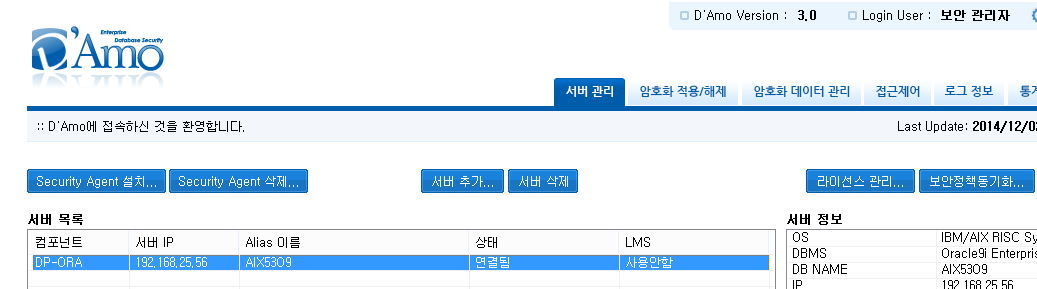 D'Amo Version : 3.0 Login User : 보안 관리자
Enterprise
Database Security
D'Amo
서버 관리 암호화 적용/해제 암호화 데이터 관리 접근제어 로그 정보
:: D'Amo에 접속하신 것을 환영합니다. Last Update: 2014/12/0
Security Agent 설치... Security Agent 삭제... 서버 추가... 서버 삭제 라이선스 관리... 보안정책동기화...
서버 목록 서버 정보
컴포넌트 서버 IP Alias 이름 상태 LMS
OS IBM/AIX RISC Sy
DP-ORA 192.168.25.56 AIX5309 연결됨 사용안함
DBMS Oracle9i Enterpris
DB NAME AIX5309
IP 192.168.25.56